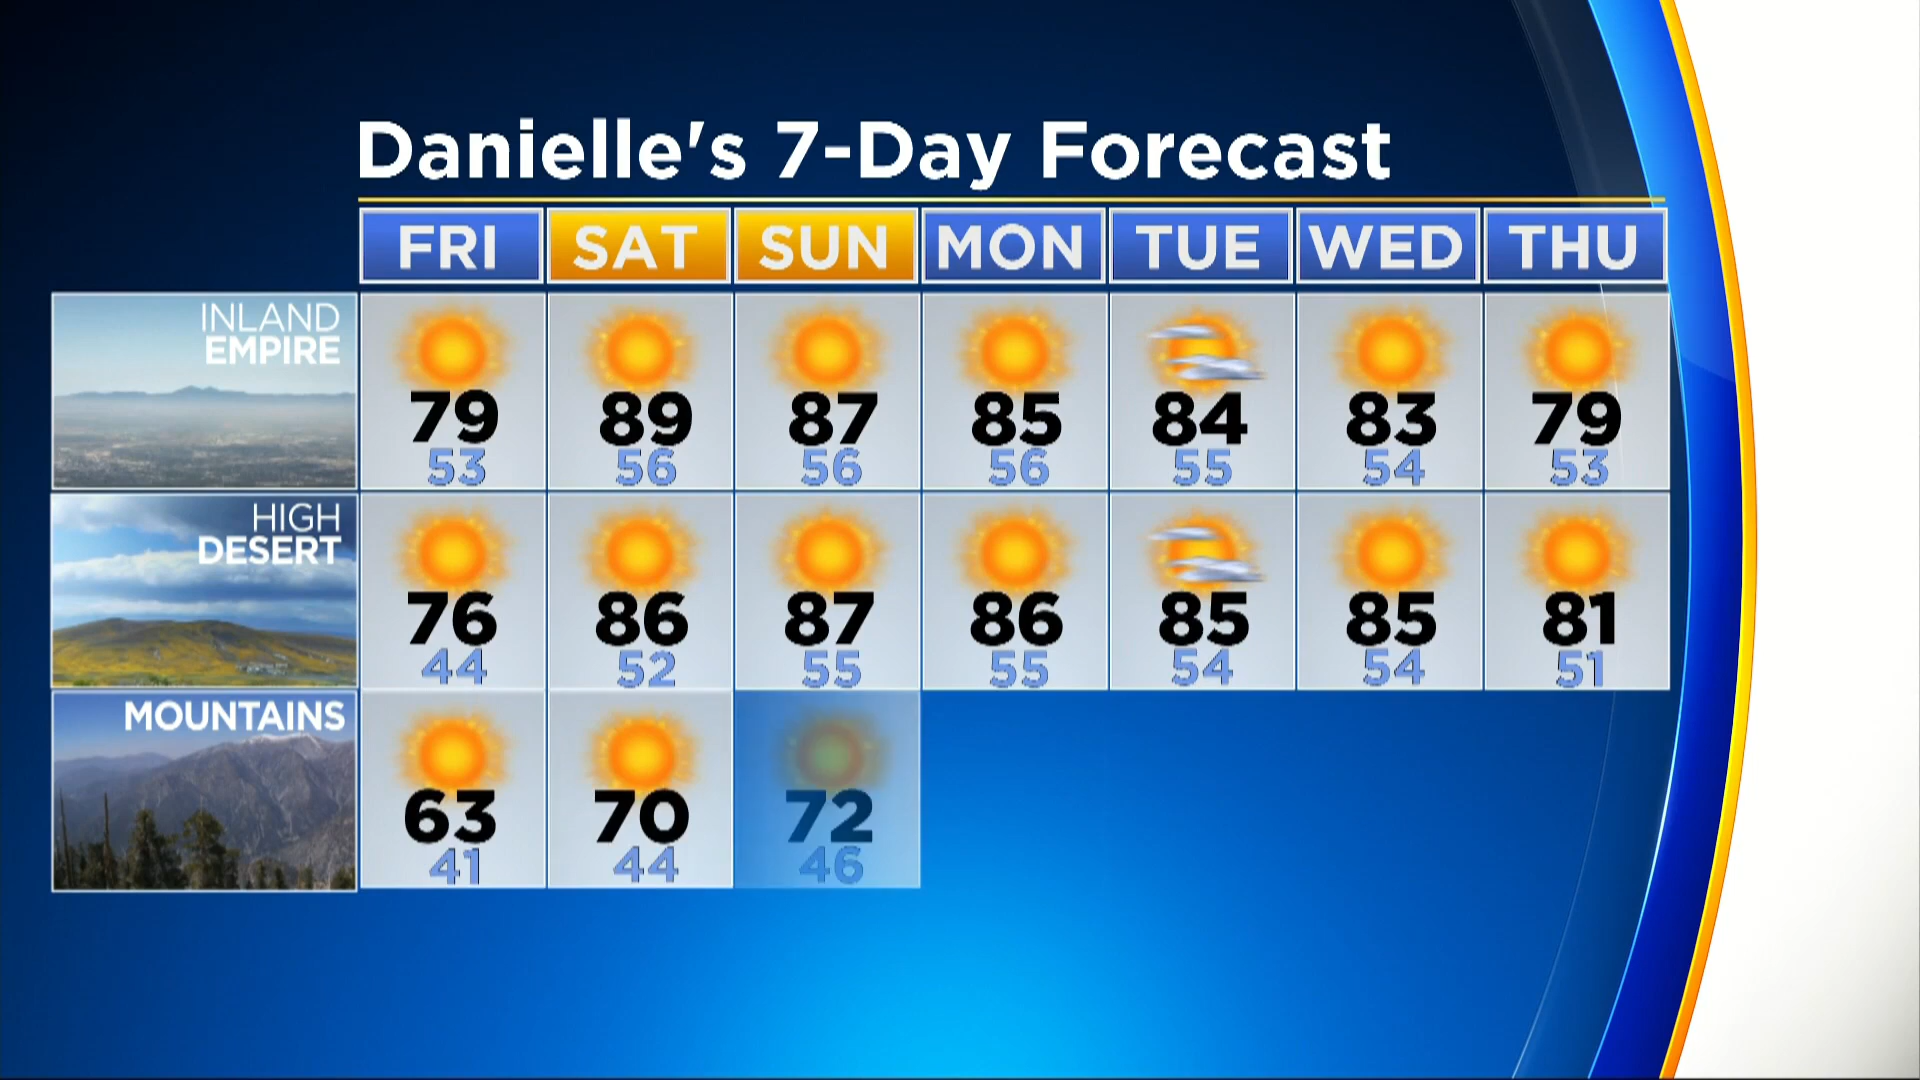 Danielle's 7-Day Forecast
FRI SAT SUN MON TUE WED THU
INLAND
EMPIRE
79 89 87 85 84 83 79
53 56 56 56 55 54 53
HIGH
DESERT
76 86 87 86 85 85 81
44 52 55 55 54 54 51
MOUNTAINS
63 70 72
41 44 46